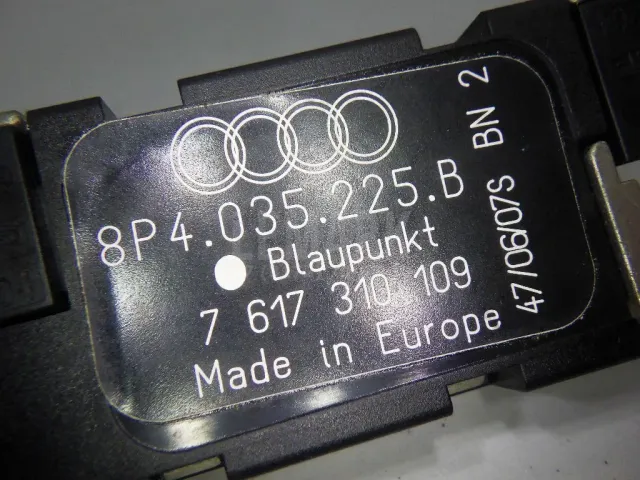 8P4.035.225.B
Blaupunkt
7 617 310 109
Made in Europe
47/06/07S BN 2